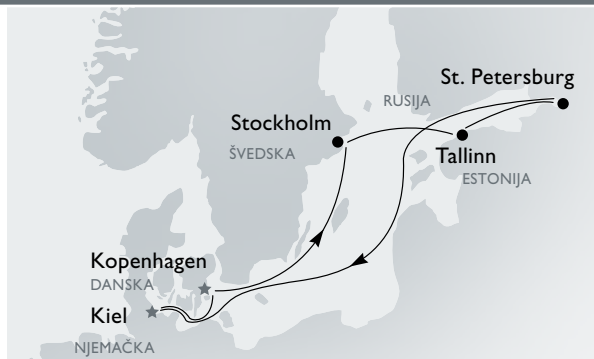 St. Petersburg
RUSIJA
Stockholm
ŠVEDSKA
Tallinn
ESTONIJA
Kopenhagen
DANSKA
Kiel
NJEMAČKA